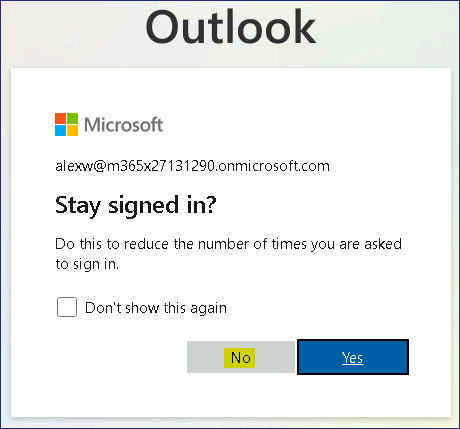 Outlook
Microsoft
alexw@m365x27131290.onmicrosoft.com
Stay signed in?
Do this to reduce the number of times you are asked
to sign in.
Don't show this again
No
Yes